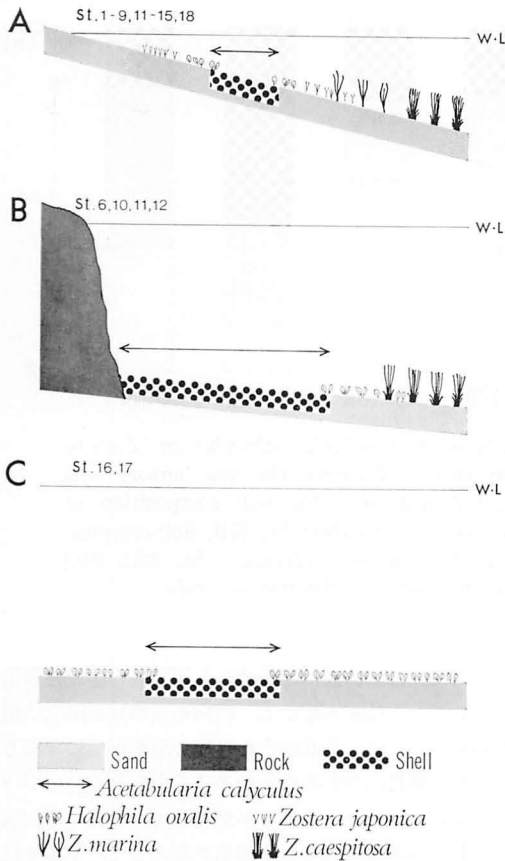 A
St. 1-9, 11-15, 18
W·L
B
St. 6, 10, 11, 12
W·L
C
St. 16, 17
W·L
Sand Rock Shell
Acetabularia calyculus
Halophila ovalis Zostera japonica
Z. marina Z. caespitosa